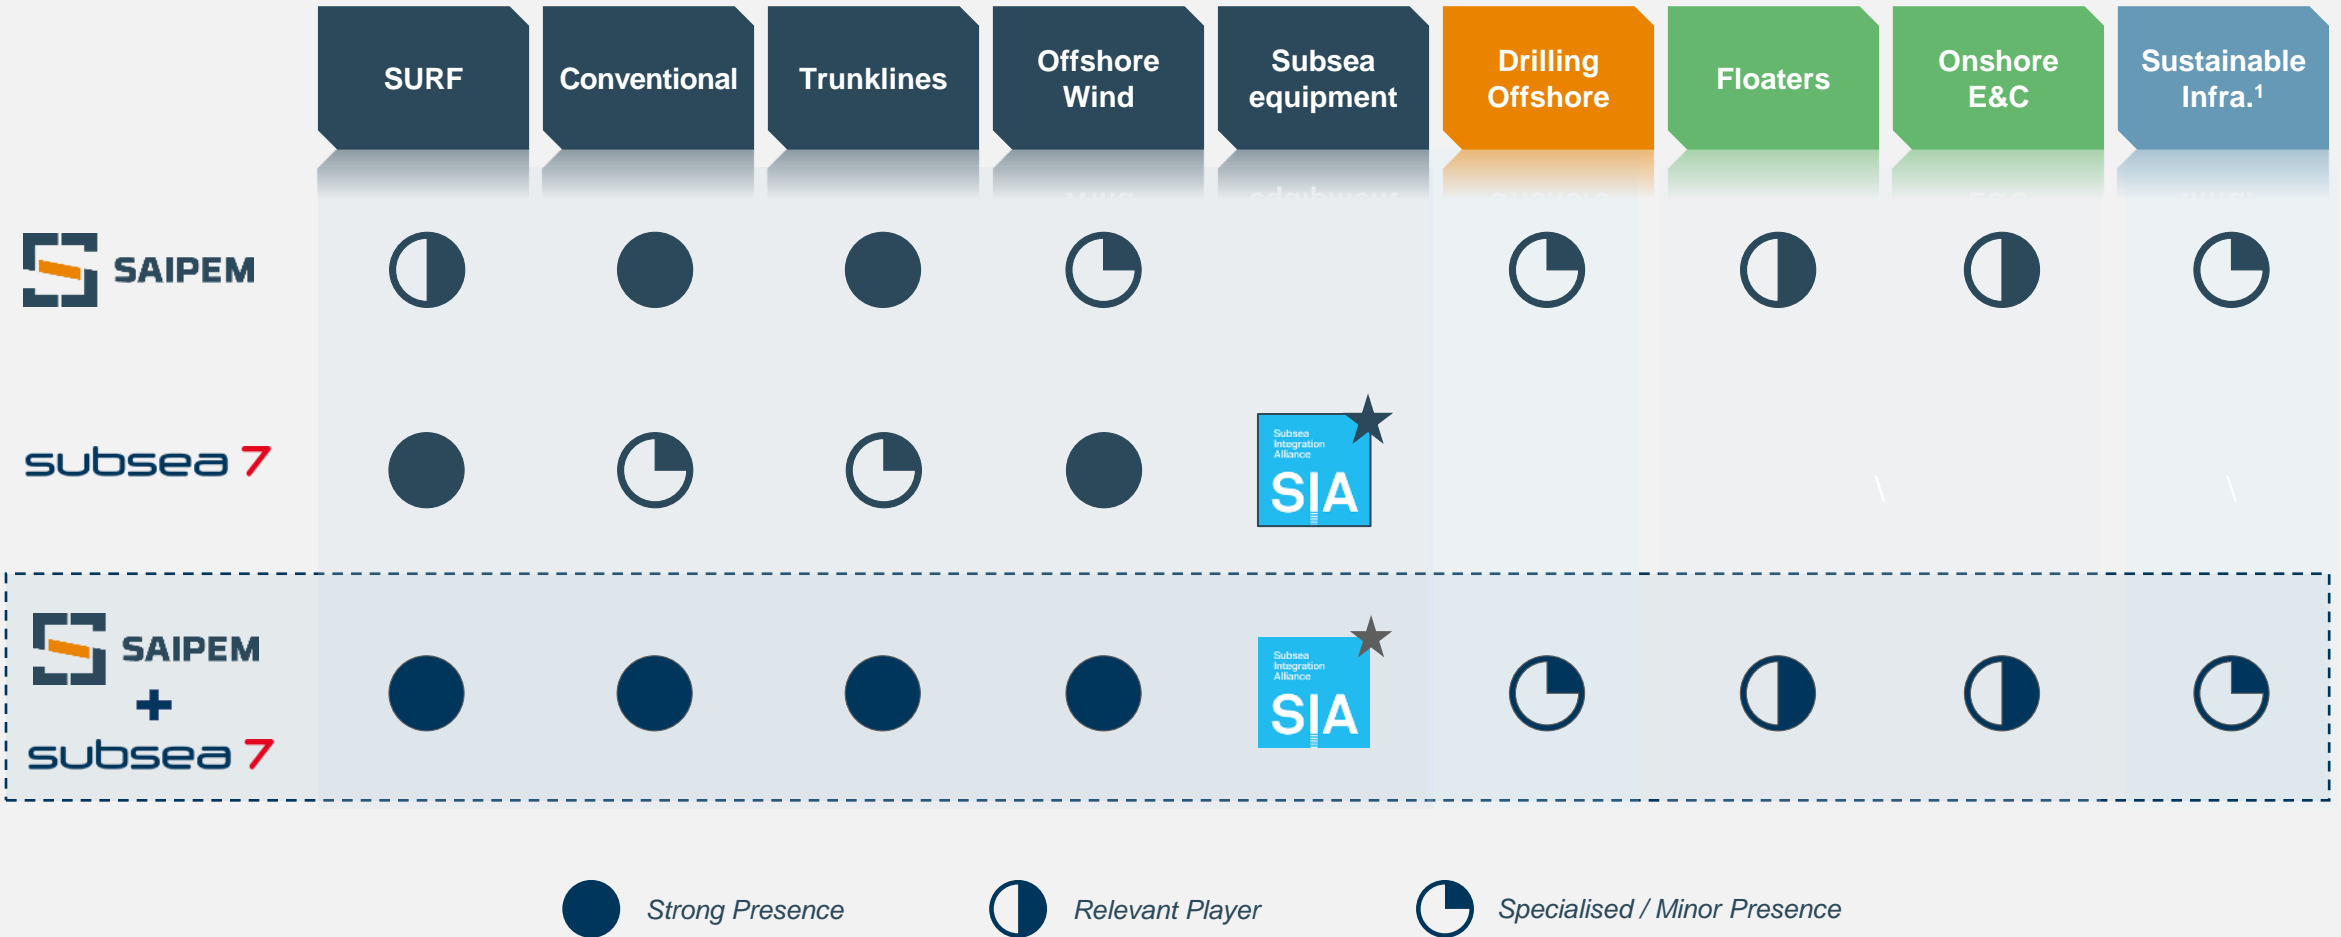 SURF
Conventional
Trunklines
Offshore
Wind
Subsea
equipment
Drilling
Offshore
Floaters
Onshore
E&C
Sustainable
Infra.¹
SAIPEM
subsea 7
Subsea
Integration
Alliance
SIA
\
\
SAIPEM
+
subsea 7
Subsea
Integration
Alliance
SIA
Strong Presence
Relevant Player
Specialised / Minor Presence